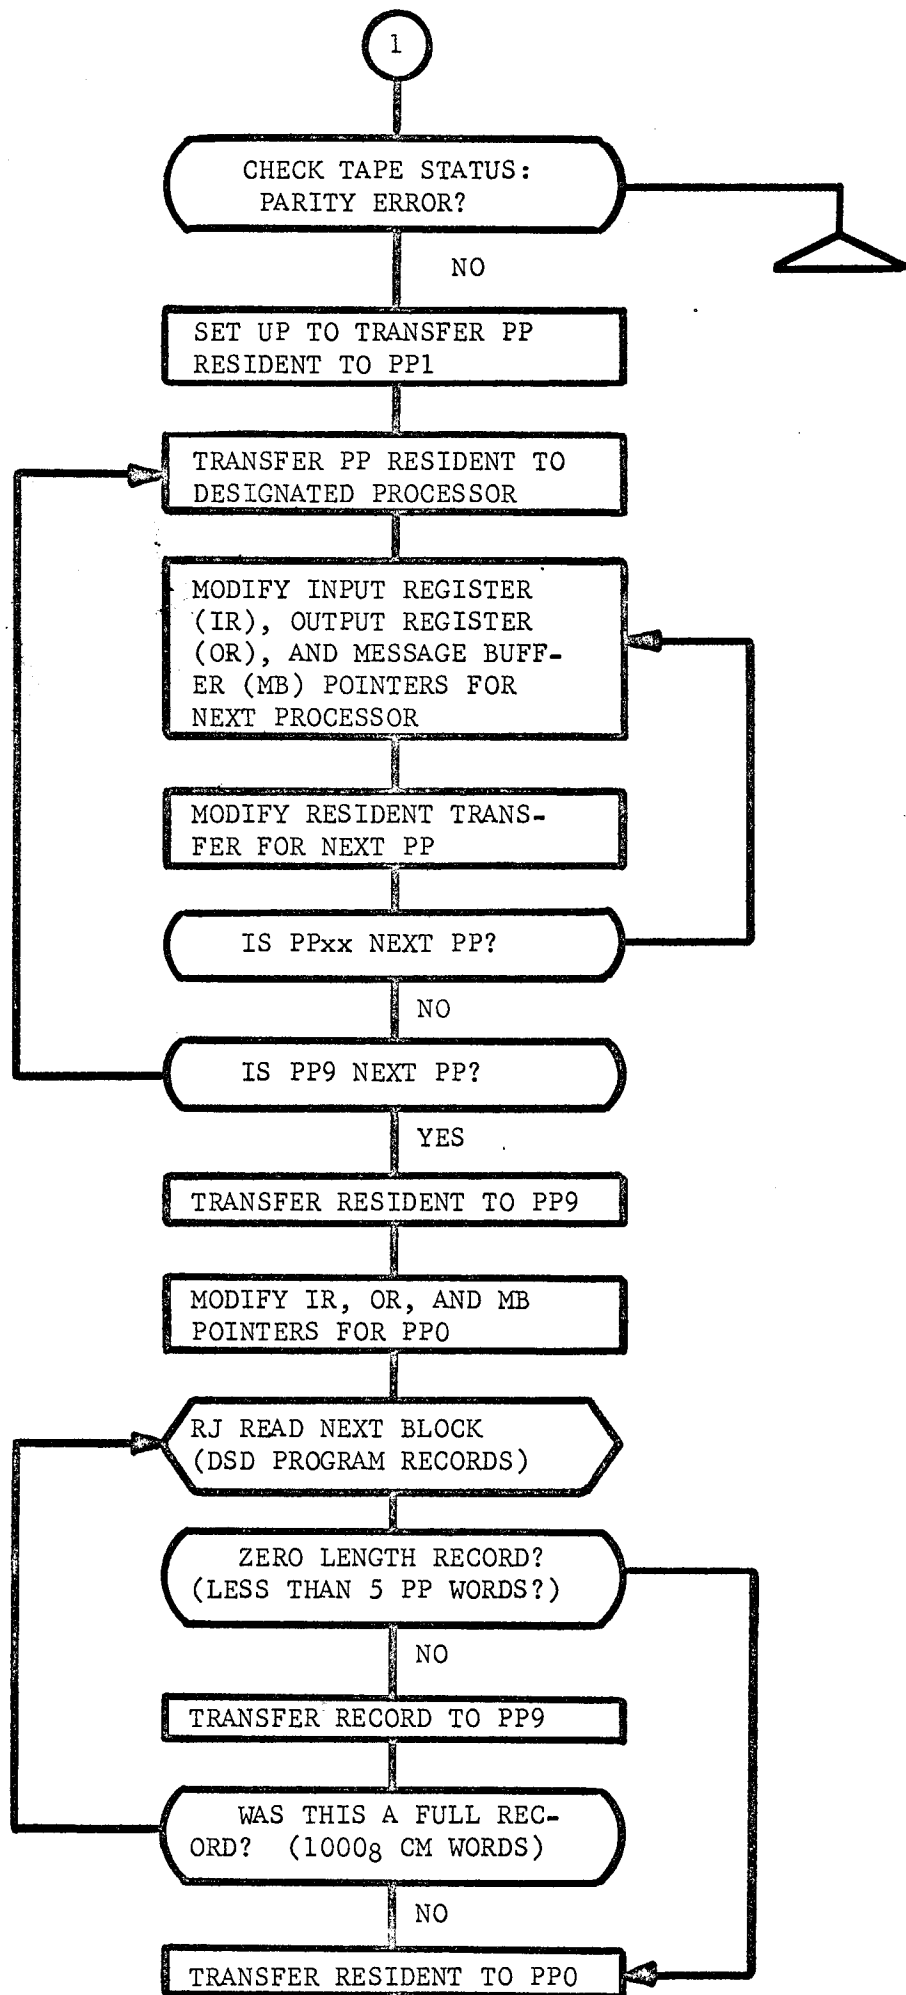 1
CHECK TAPE STATUS:
PARITY ERROR?
NO
SET UP TO TRANSFER PP
RESIDENT TO PP1
TRANSFER PP RESIDENT TO
DESIGNATED PROCESSOR
MODIFY INPUT REGISTER
(IR), OUTPUT REGISTER
(OR), AND MESSAGE BUFF-
ER (MB) POINTERS FOR
NEXT PROCESSOR
MODIFY RESIDENT TRANS-
FER FOR NEXT PP
IS PPxx NEXT PP?
NO
IS PP9 NEXT PP?
YES
TRANSFER RESIDENT TO PP9
MODIFY IR, OR, AND MB
POINTERS FOR PP0
RJ READ NEXT BLOCK
(DSD PROGRAM RECORDS)
ZERO LENGTH RECORD?
(LESS THAN 5 PP WORDS?)
NO
TRANSFER RECORD TO PP9
WAS THIS A FULL REC-
ORD? (1000₈ CM WORDS)
NO
TRANSFER RESIDENT TO PP0